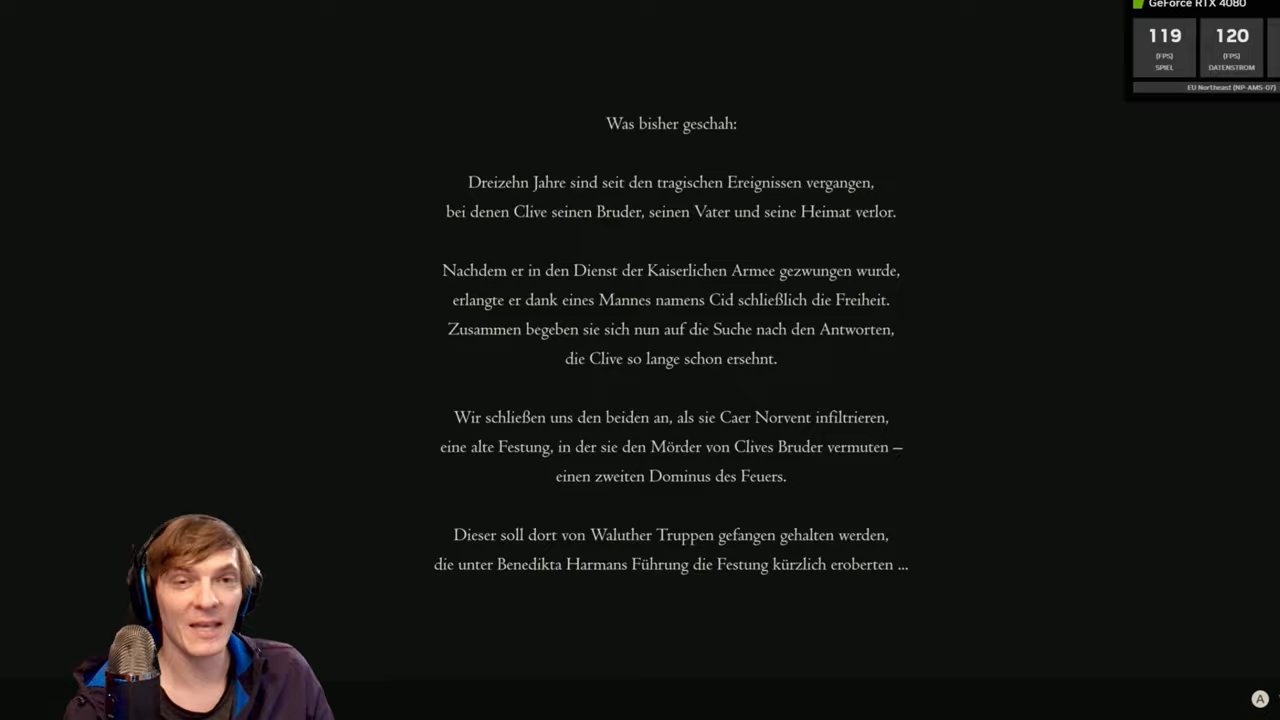 GeForce RTX 4080
119
120
(FPS)
(FPS)
SPIEL
DATENSTROM
EU Northeast (NP-AMS-07)
Was bisher geschah:
Dreizehn Jahre sind seit den tragischen Ereignissen vergangen,
bei denen Clive seinen Bruder, seinen Vater und seine Heimat verlor.
Nachdem er in den Dienst der Kaiserlichen Armee gezwungen wurde,
erlangte er dank eines Mannes namens Cid schließlich die Freiheit.
Zusammen begeben sie sich nun auf die Suche nach den Antworten,
die Clive so lange schon ersehnt.
Wir schließen uns den beiden an, als sie Caer Norvent infiltrieren,
eine alte Festung, in der sie den Mörder von Clives Bruder vermuten –
einen zweiten Dominus des Feuers.
Dieser soll dort von Waluther Truppen gefangen gehalten werden,
die unter Benedikta Harmans Führung die Festung kürzlich eroberten ...
A